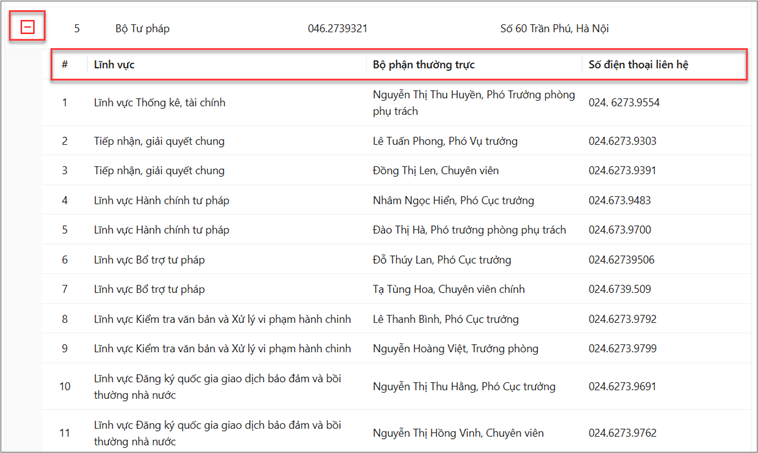 5 Bộ Tư pháp 046.2739321 Số 60 Trần Phú, Hà Nội
# Lĩnh vực Bộ phận thường trực Số điện thoại liên hệ
1 Lĩnh vực Thống kê, tài chính Nguyễn Thị Thu Huyền, Phó Trưởng phòng phụ trách 024. 6273.9554
2 Tiếp nhận, giải quyết chung Lê Tuấn Phong, Phó Vụ trưởng 024.6273.9303
3 Tiếp nhận, giải quyết chung Đồng Thị Len, Chuyên viên 024.6273.9391
4 Lĩnh vực Hành chính tư pháp Nhâm Ngọc Hiển, Phó Cục trưởng 024.673.9483
5 Lĩnh vực Hành chính tư pháp Đào Thị Hà, Phó trưởng phòng phụ trách 024.673.9700
6 Lĩnh vực Bổ trợ tư pháp Đỗ Thúy Lan, Phó Cục trưởng 024.62739506
7 Lĩnh vực Bổ trợ tư pháp Tạ Tùng Hoa, Chuyên viên chính 024.6739.509
8 Lĩnh vực Kiểm tra văn bản và Xử lý vi phạm hành chinh Lê Thanh Bình, Phó Cục trưởng 024.6273.9792
9 Lĩnh vực Kiểm tra văn bản và Xử lý vi phạm hành chinh Nguyễn Hoàng Việt, Trưởng phòng 024.6273.9799
10 Lĩnh vực Đăng ký quốc gia giao dịch bảo đảm và bồi thường nhà nước Nguyễn Thị Thu Hằng, Phó Cục trưởng 024.6273.9691
11 Lĩnh vực Đăng ký quốc gia giao dịch bảo đảm và bồi thường nhà nước Nguyễn Thị Hồng Vinh, Chuyên viên 024.6273.9762